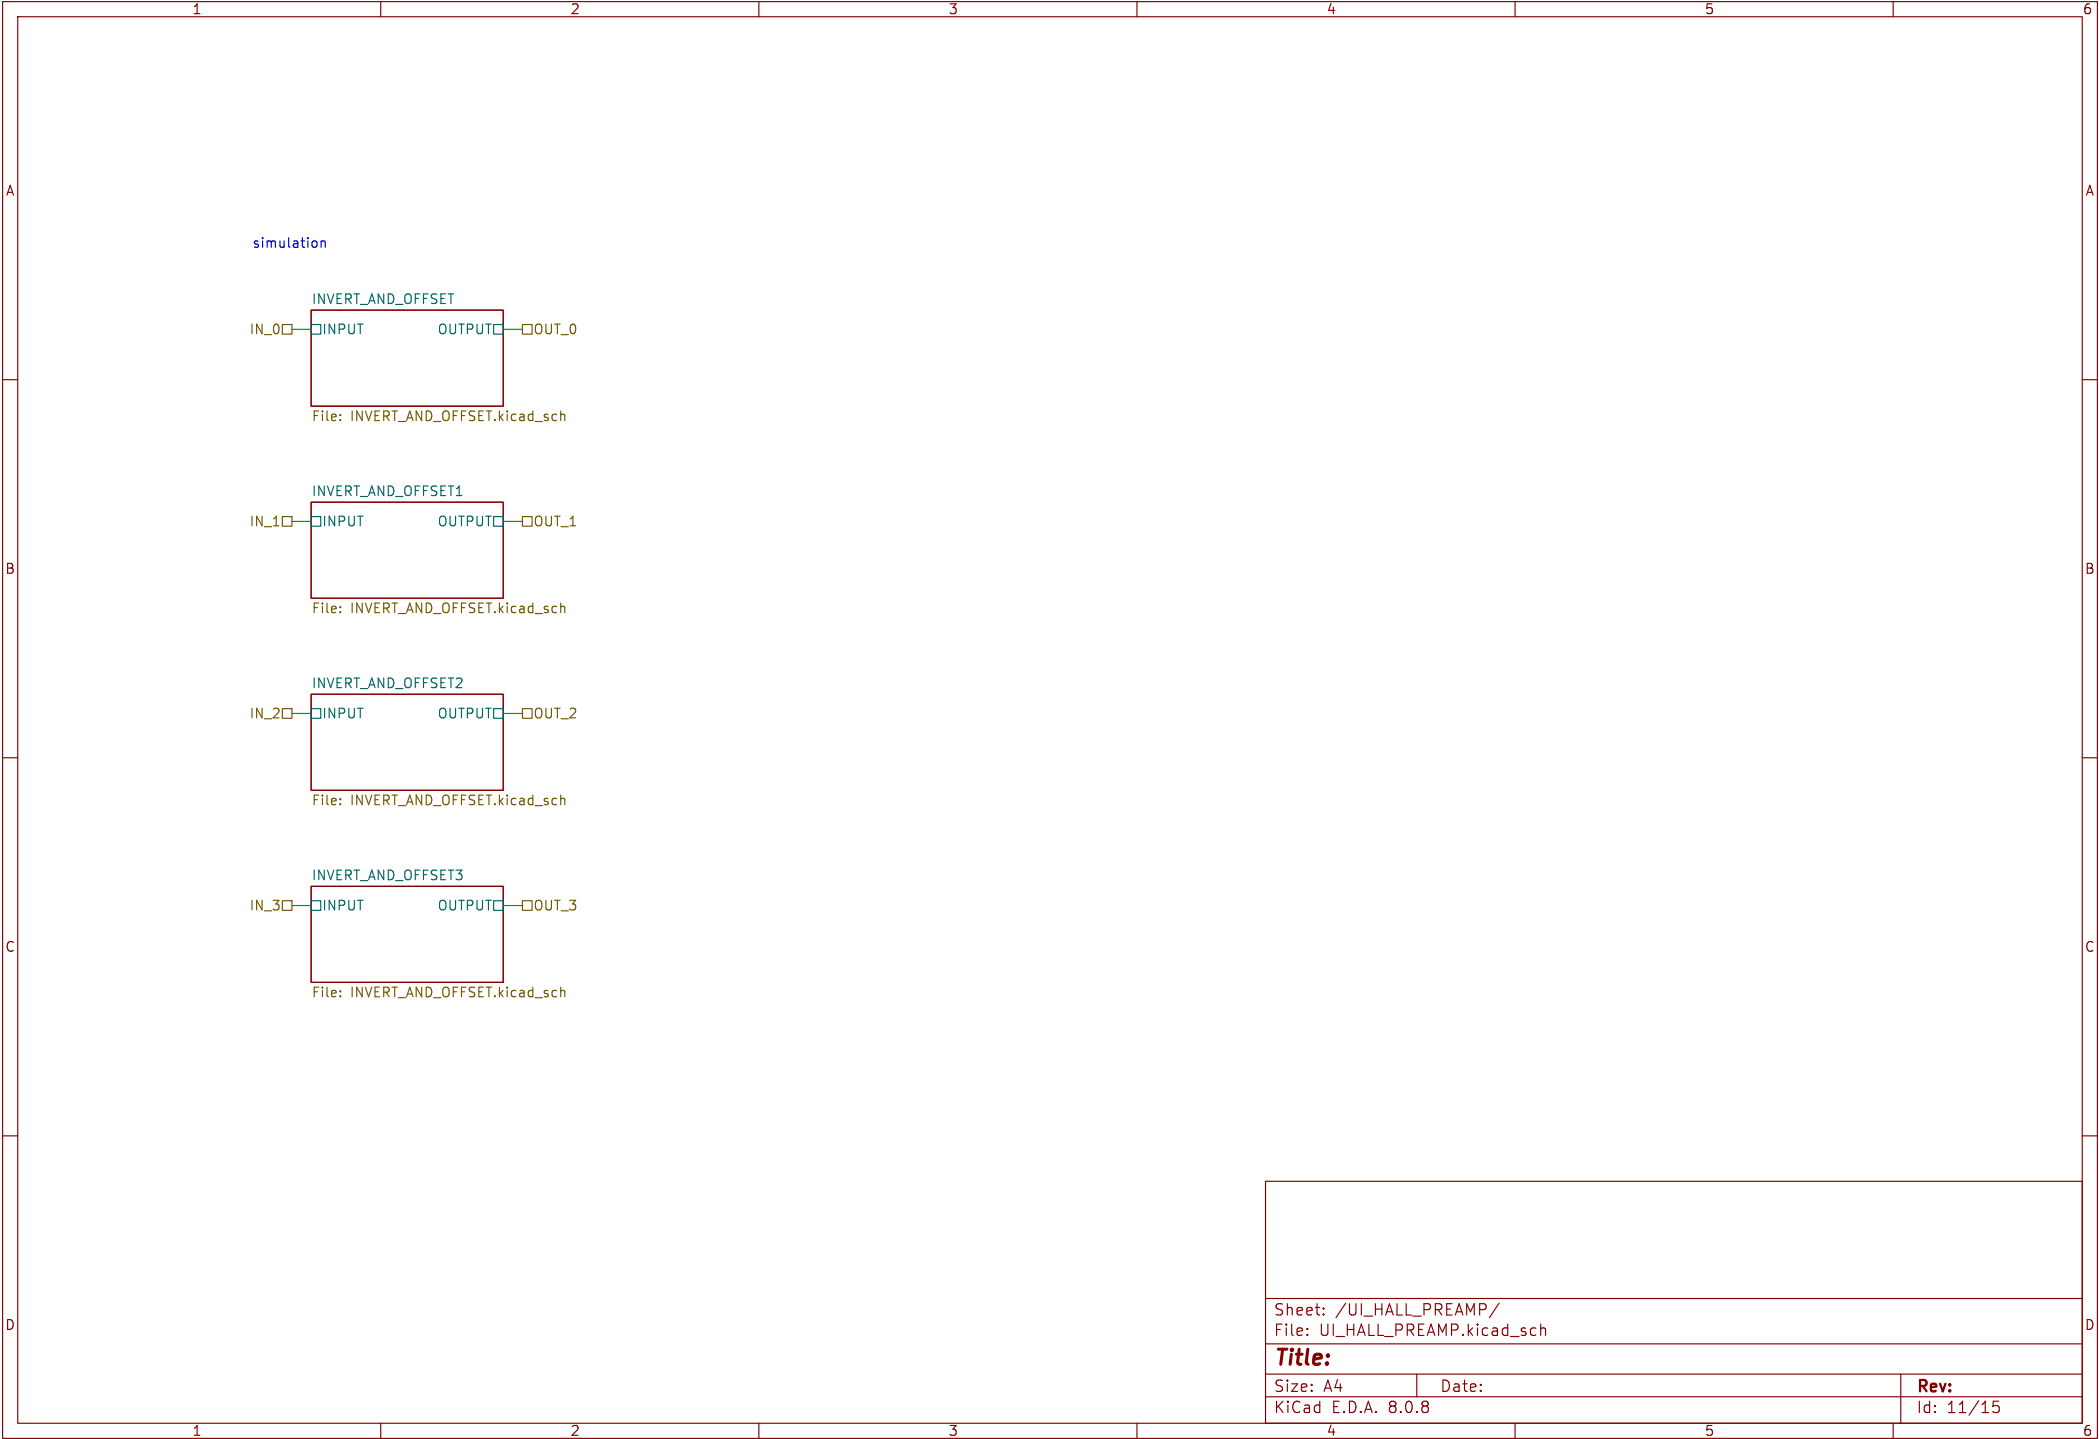 1 2 3 4 5 6
A A
simulation
INVERT_AND_OFFSET
IN_0 INPUT OUTPUT OUT_0
File: INVERT_AND_OFFSET.kicad_sch
INVERT_AND_OFFSET1
IN_1 INPUT OUTPUT OUT_1
B B
File: INVERT_AND_OFFSET.kicad_sch
INVERT_AND_OFFSET2
IN_2 INPUT OUTPUT OUT_2
File: INVERT_AND_OFFSET.kicad_sch
INVERT_AND_OFFSET3
IN_3 INPUT OUTPUT OUT_3
C C
File: INVERT_AND_OFFSET.kicad_sch
Sheet: /UI_HALL_PREAMP/
D D
File: UI_HALL_PREAMP.kicad_sch
Title:
Size: A4 Date: Rev:
KiCad E.D.A. 8.0.8 Id: 11/15
1 2 3 4 5 6